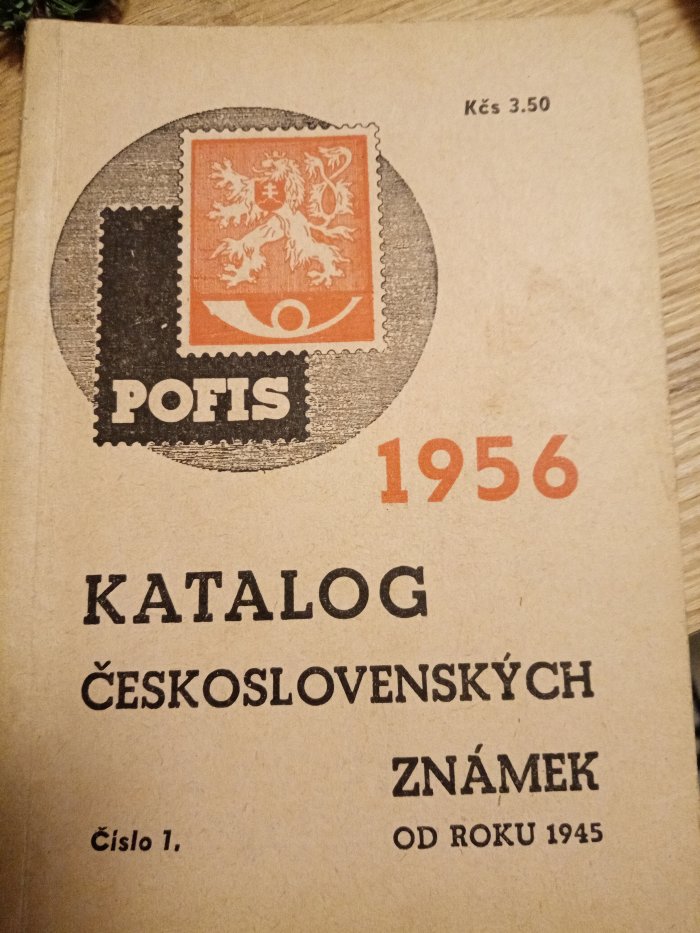 Kčs 3.50
POFIS
1956
KATALOG
ČESKOSLOVENSKÝCH
ZNÁMEK
Číslo 1.
OD ROKU 1945